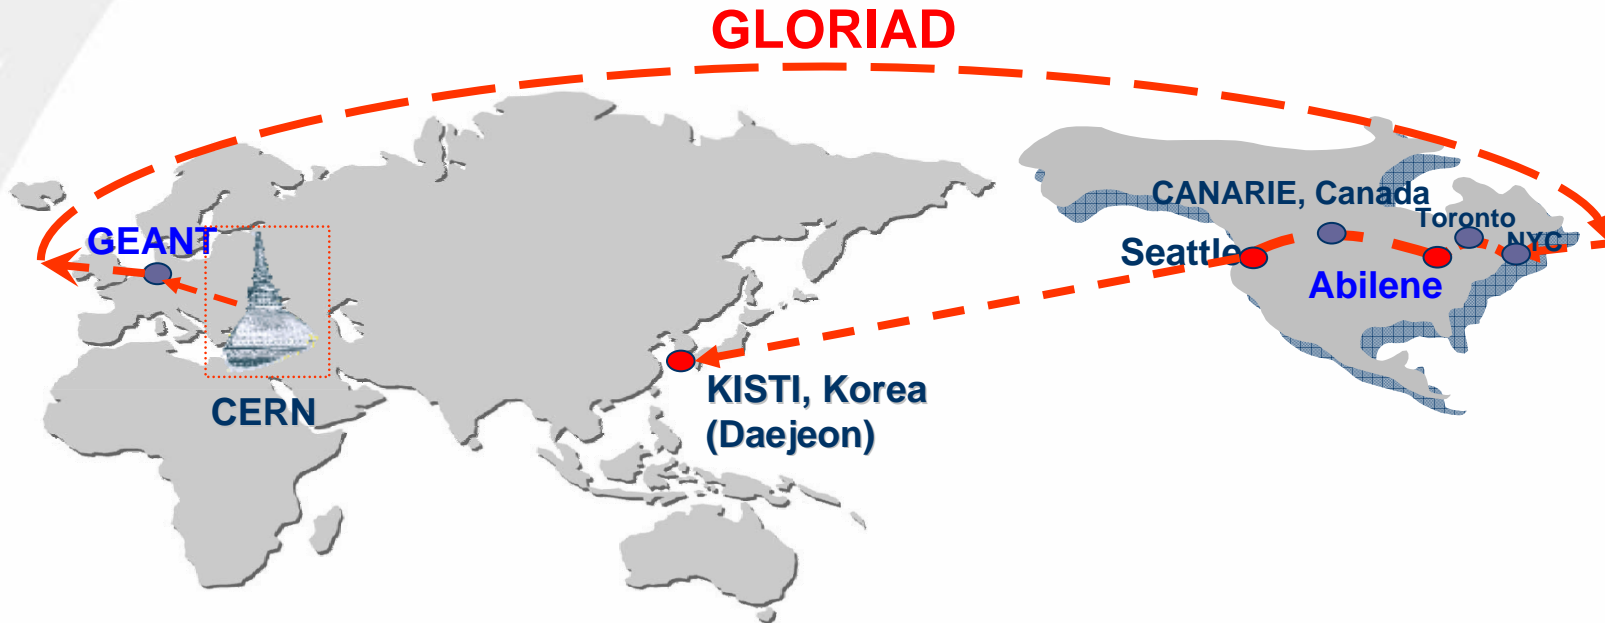 GLORIAD
CANARIE, Canada
Toronto
NYC
GEANT
Seattle
Abilene
CERN
KISTI, Korea
(Daejeon)